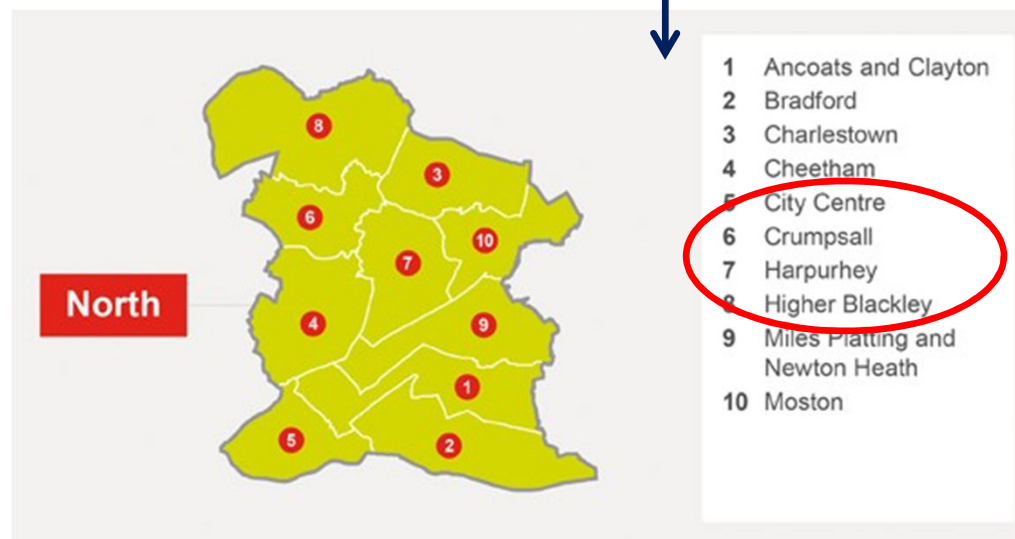 8
3
6
10
7
North
4
9
1
5
2
1 Ancoats and Clayton
2 Bradford
3 Charlestown
4 Cheetham
5 City Centre
6 Crumpsall
7 Harpurhey
8 Higher Blackley
9 Miles Platting and
Newton Heath
10 Moston